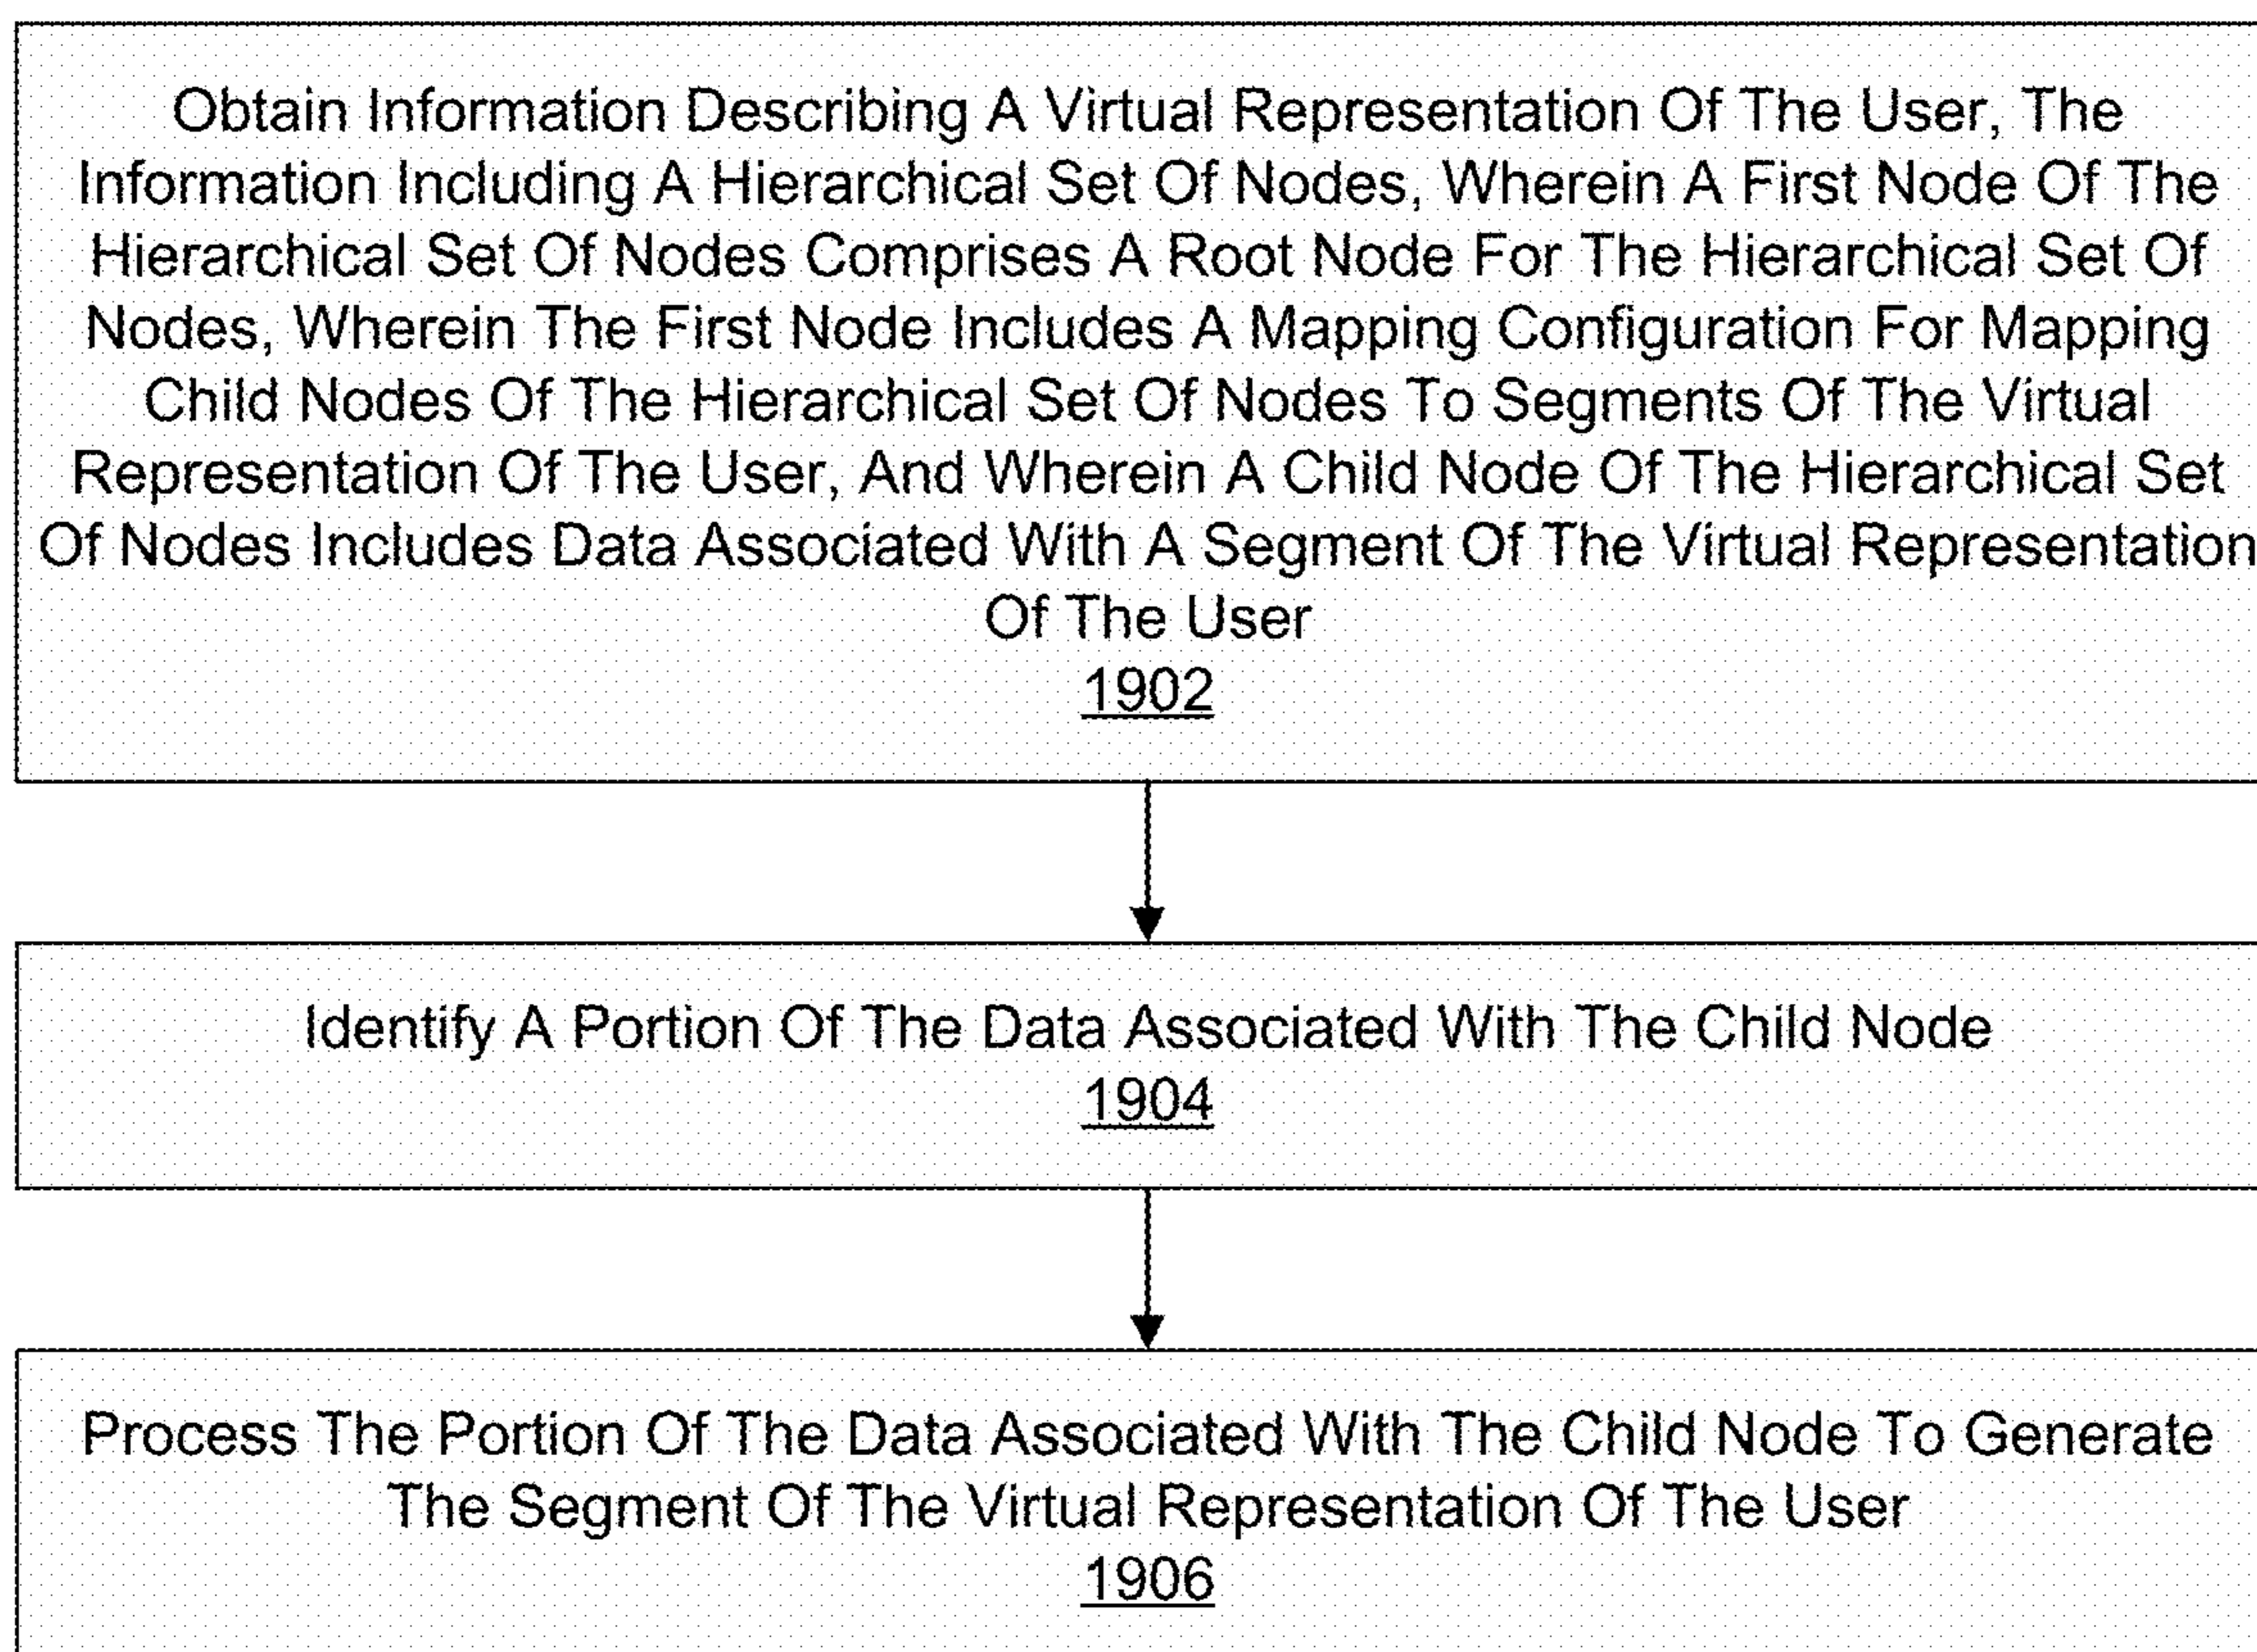 Obtain Information Describing A Virtual Representation Of The User, The
Information Including A Hierarchical Set Of Nodes, Wherein A First Node Of The
Hierarchical Set Of Nodes Comprises A Root Node For The Hierarchical Set Of
Nodes, Wherein The First Node Includes A Mapping Configuration For Mapping
Child Nodes Of The Hierarchical Set Of Nodes To Segments Of The Virtual
Representation Of The User, And Wherein A Child Node Of The Hierarchical Set
Of Nodes Includes Data Associated With A Segment Of The Virtual Representation
Of The User
1902
Identify A Portion Of The Data Associated With The Child Node
1904
Process The Portion Of The Data Associated With The Child Node To Generate
The Segment Of The Virtual Representation Of The User
1906